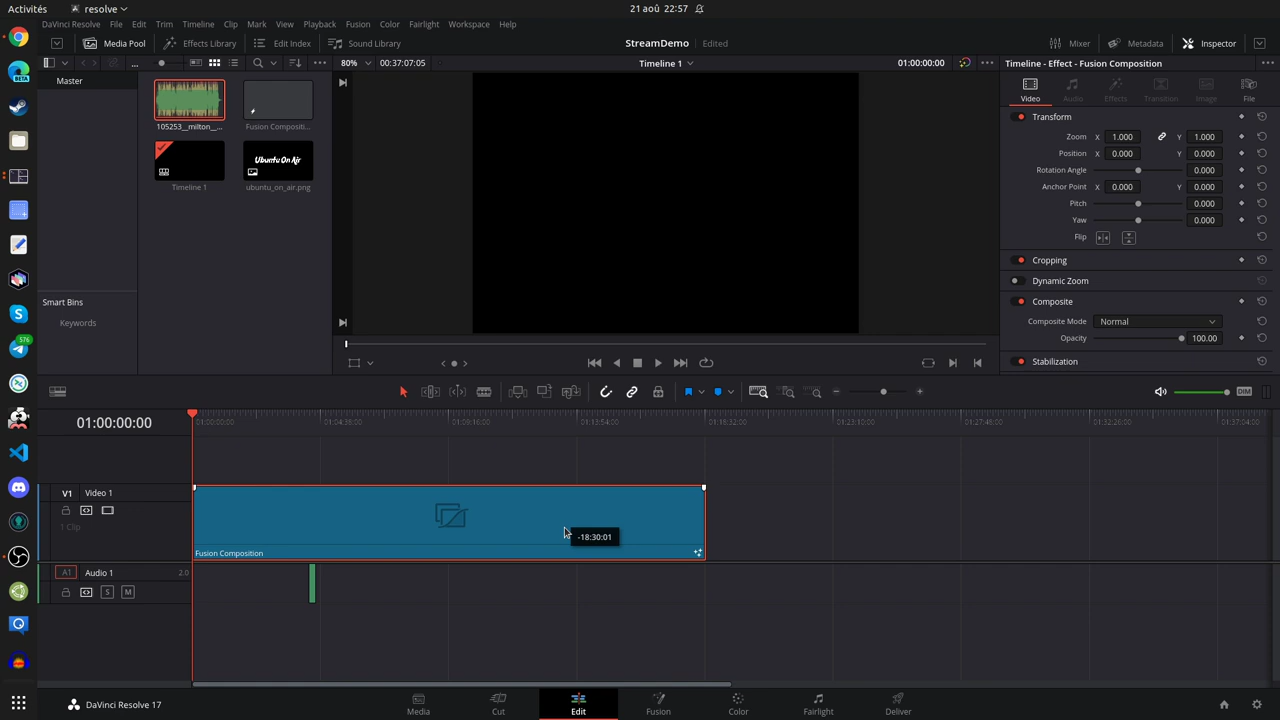 Activités
resolve
21 aoû 22:57
DaVinci Resolve File Edit Trim Timeline Clip Mark View Playback Fusion Color Fairlight Workspace Help
Media Pool Effects Library Edit Index Sound Library StreamDemo Edited Mixer Metadata Inspector
... 80% 00:37:07:05 Timeline 1 01:00:00:00 Timeline - Effect - Fusion Composition
Master
105253__milton__... Fusion Compositi...
Ubuntu On Air
Timeline 1 ubuntu_on_air.png
Smart Bins
Keywords
Video Audio Effects Transition Image File
Transform
Zoom X 1.000 Y 1.000
Position X 0.000 Y 0.000
Rotation Angle 0.000
Anchor Point X 0.000 Y 0.000
Pitch 0.000
Yaw 0.000
Flip
Cropping
Dynamic Zoom
Composite
Composite Mode Normal
Opacity 100.00
Stabilization
576
DIM
01:00:00:00
01:00:00:00 01:04:38:00 01:09:16:00 01:13:54:00 01:18:32:00 01:23:10:00 01:27:48:00 01:32:26:00 01:37:04:00
V1 Video 1
1 Clip
-18:30:01
Fusion Composition
A1 Audio 1 2.0
S M
DaVinci Resolve 17
Media Cut Edit Fusion Color Fairlight Deliver